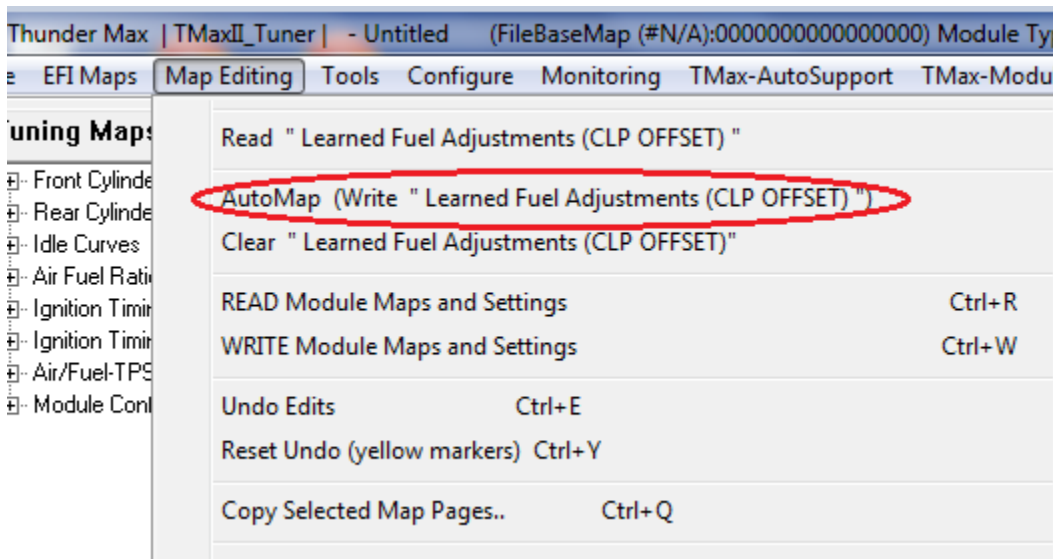 Thunder Max | TMaxII_Tuner | - Untitled (FileBaseMap (#N/A):0000000000000000) Module Ty
e EFI Maps Map Editing Tools Configure Monitoring TMax-AutoSupport TMax-Modu
uning Maps
Front Cylinde
Rear Cylinde
Idle Curves
Air Fuel Rati
Ignition Timin
Ignition Timin
Air/Fuel-TPS
Module Conf
Read " Learned Fuel Adjustments (CLP OFFSET) "
AutoMap (Write " Learned Fuel Adjustments (CLP OFFSET) ")
Clear " Learned Fuel Adjustments (CLP OFFSET)"
READ Module Maps and Settings Ctrl+R
WRITE Module Maps and Settings Ctrl+W
Undo Edits Ctrl+E
Reset Undo (yellow markers) Ctrl+Y
Copy Selected Map Pages.. Ctrl+Q